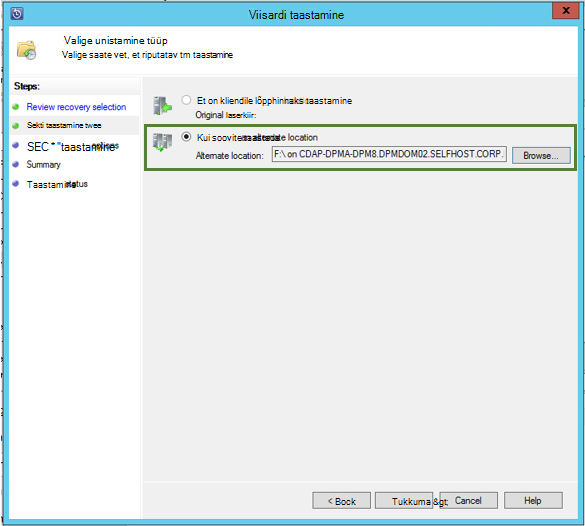 Viisardi taastamine
x
Valige unistamine tüüp
Valige saate vet, et riputatav tm taastamine
Steps:
Review recovery selection
Sekti taastamine twee
SEC * "taastamine"
Summary
Taastamine status
Et on kliendile lõpphinnaks taastamine
Original laserkiir:
Kui soovite alternate location
Alternate location:
F:\ on CDAP-DPMA-DPM8.DPMDOM02.SELFHOST.CORP.
Browse...
< Bock
Tukkuma &gt;
Cancel
Help